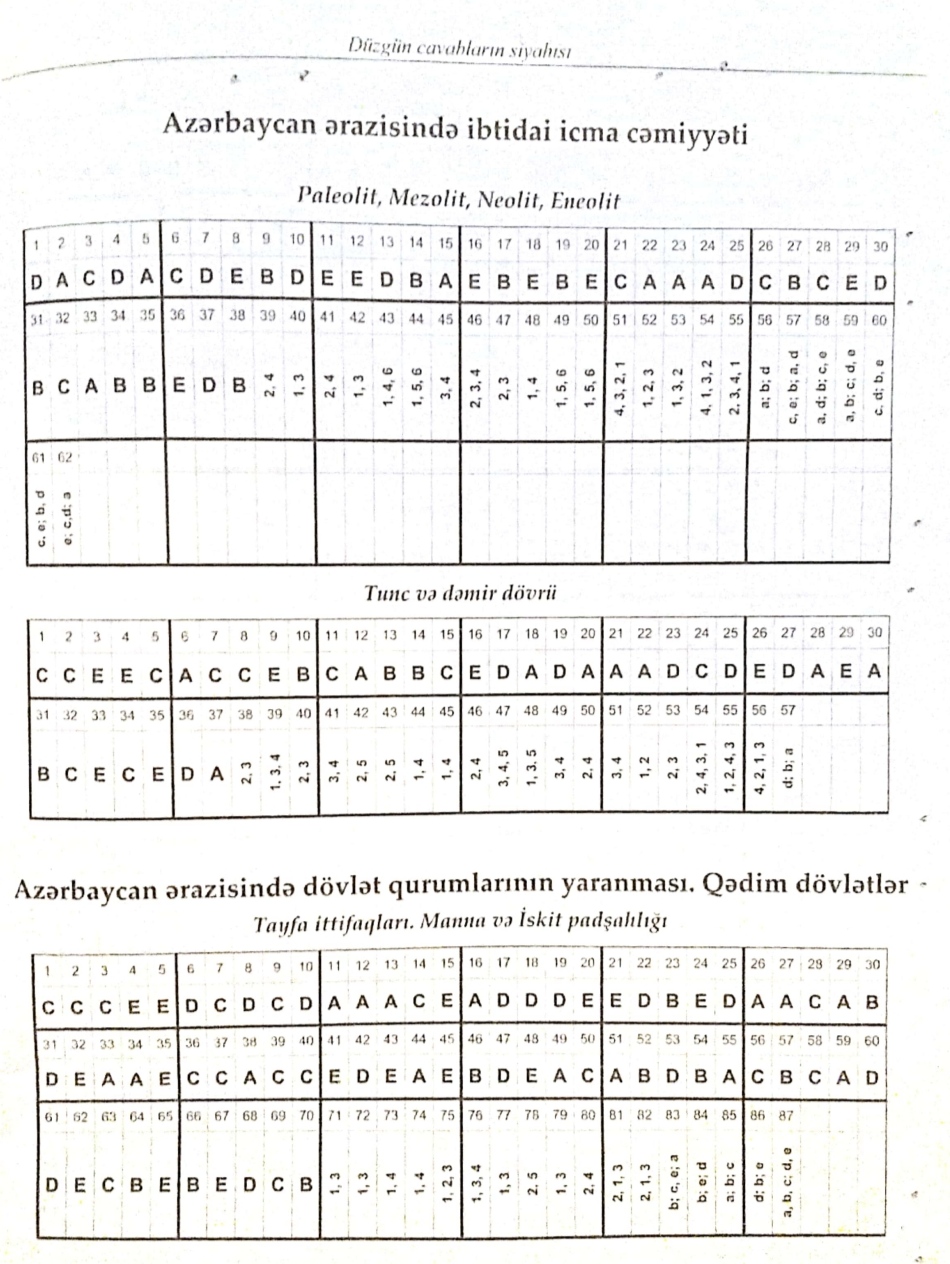 Düzgün cavabların siyahısı
Azərbaycan ərazisində ibtidai icma cəmiyyəti
Paleolit, Mezolit, Neolit, Eneolit
1 2 3 4 5 6 7 8 9 10 11 12 13 14 15 16 17 18 19 20 21 22 23 24 25 26 27 28 29 30
D A C D A C D E B D E E D B A E B E B E C A A A D C B C E D
31 32 33 34 35 36 37 38 39 40 41 42 43 44 45 46 47 48 49 50 51 52 53 54 55 56 57 58 59 60
B C A B B E D B 2, 4 1, 3 2, 4 1, 3 1, 4, 6 1, 5, 6 3, 4 2, 3, 4 2, 3 1, 4 1, 5, 6 1, 5, 6 4, 3, 2, 1 1, 2, 3 1, 3, 2 4, 1, 3, 2 2, 3, 4, 1 a; b; d c, e; b; a, d a, d; b; c, e a, b; c; d, e c, d; b, e
61 62
c, e; b, d e; c,d; a
Tunc və dəmir dövrü
1 2 3 4 5 6 7 8 9 10 11 12 13 14 15 16 17 18 19 20 21 22 23 24 25 26 27 28 29 30
C C E E C A C C E B C A B B C E D A D A A A D C D E D A E A
31 32 33 34 35 36 37 38 39 40 41 42 43 44 45 46 47 48 49 50 51 52 53 54 55 56 57
B C E C E D A 2, 3 1, 3, 4 2, 3 3, 4 2, 5 2, 5 1, 4 1, 4 2, 4 3, 4, 5 1, 3, 5 3, 4 2, 4 3, 4 1, 2 2, 3 2, 4, 3, 1 1, 2, 4, 3 4, 2, 1, 3 d; b; a
Azərbaycan ərazisində dövlət qurumlarının yaranması. Qədim dövlətlər
Tayfa ittifaqları. Manna və İskit padşahlığı
1 2 3 4 5 6 7 8 9 10 11 12 13 14 15 16 17 18 19 20 21 22 23 24 25 26 27 28 29 30
C C C E E D C D C D A A A C E A D D D E E D B E D A A C A B
31 32 33 34 35 36 37 38 39 40 41 42 43 44 45 46 47 48 49 50 51 52 53 54 55 56 57 58 59 60
D E A A E C C A C C E D E A E B D E A C A B D B A C B C A D
61 62 63 64 65 66 67 68 69 70 71 72 73 74 75 76 77 78 79 80 81 82 83 84 85 86 87
D E C B E B E D C B 1, 3 1, 3 1, 4 1, 4 1, 2, 3 1, 3, 4 1, 3 2, 5 1, 3 2, 4 2, 1, 3 2, 1, 3 b; c, e; a b; e; d a; b; c d; b; e a, b, c; d, e